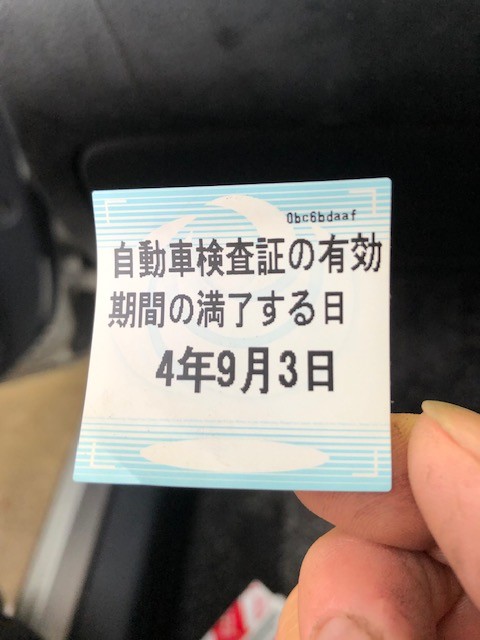 0bc6bdaaf
自動車検査証の有効
期間の満了する日
4年9月3日